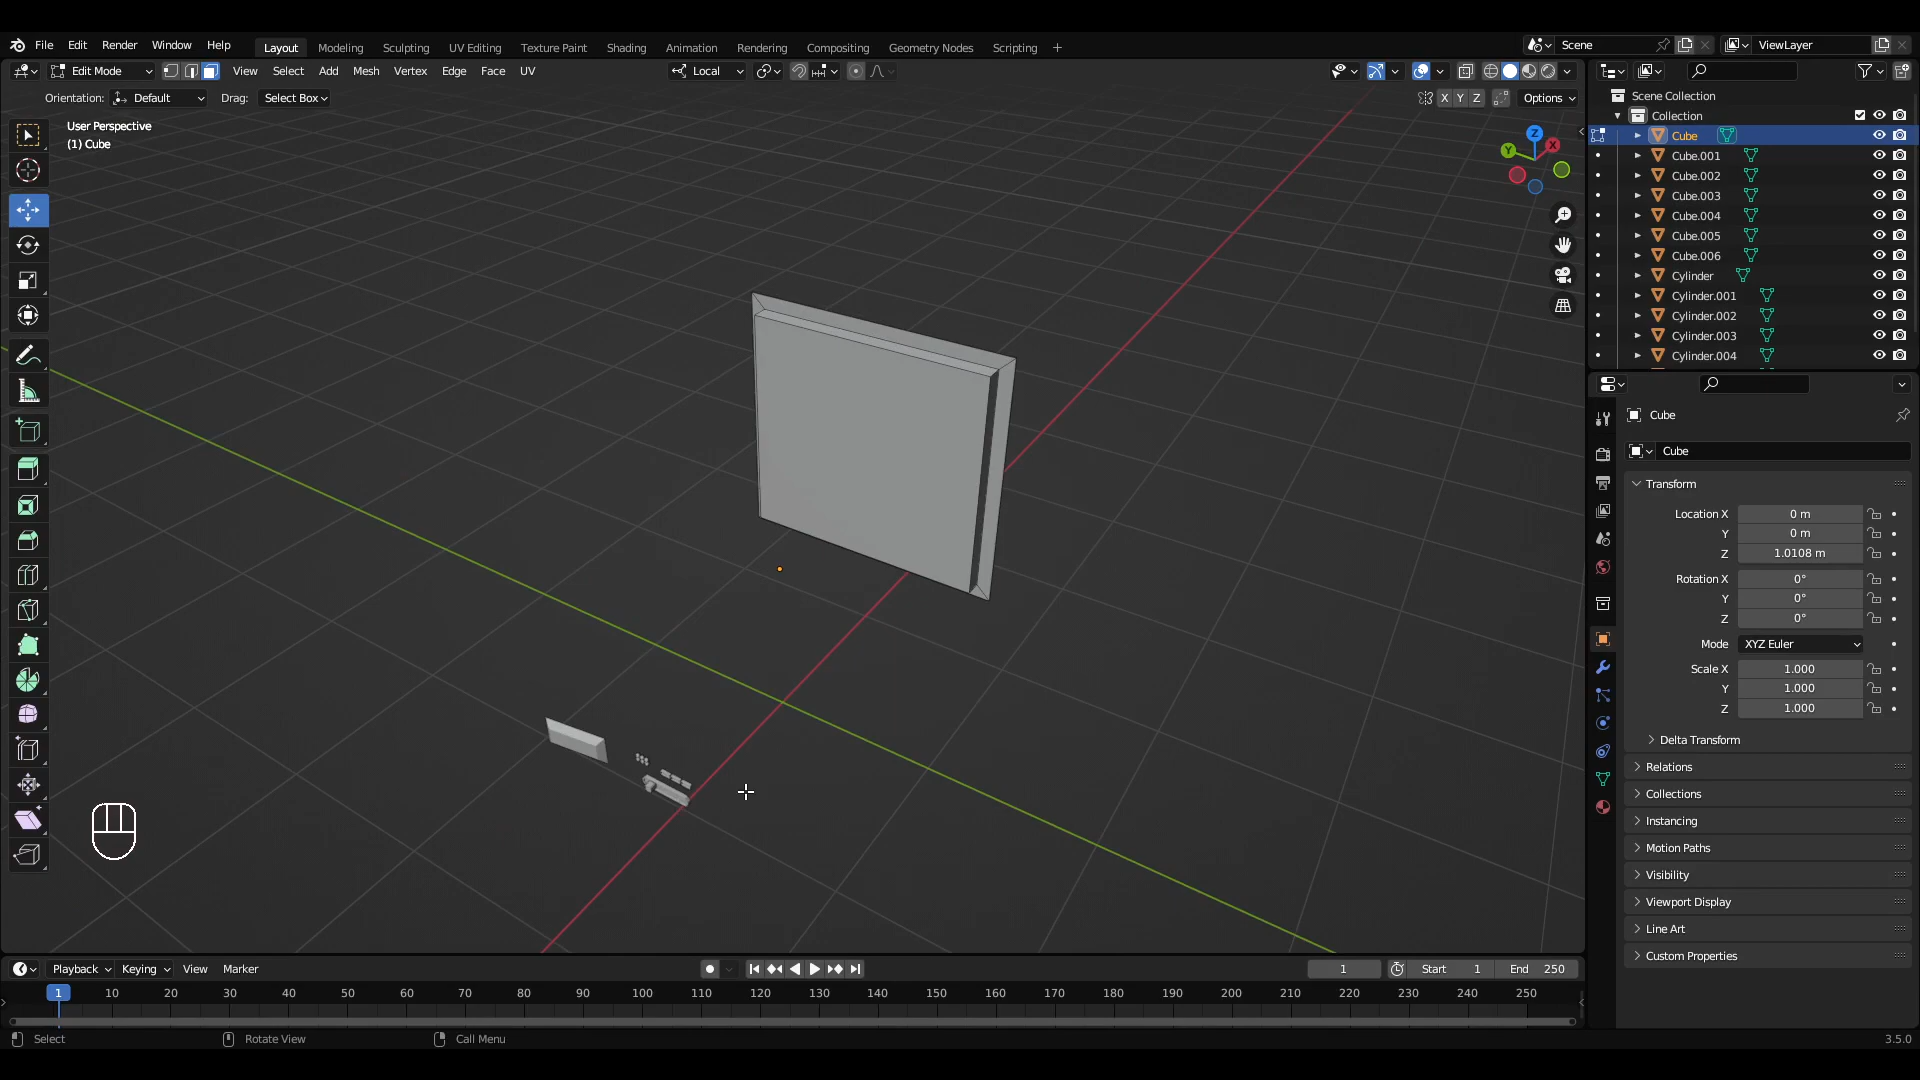 File Edit Render Window Help Layout Modeling Sculpting UV Editing Texture Paint Shading Animation Rendering Compositing Geometry Nodes Scripting + Scene ViewLayer
Edit Mode View Select Add Mesh Vertex Edge Face UV Local
Orientation: Default Drag: Select Box X Y Z Options
User Perspective
(1) Cube
Z
Y X
Scene Collection
Collection
Cube
Cube.001
Cube.002
Cube.003
Cube.004
Cube.005
Cube.006
Cylinder
Cylinder.001
Cylinder.002
Cylinder.003
Cylinder.004
Cube
Cube
Transform
Location X 0 m
Y 0 m
Z 1.0108 m
Rotation X 0°
Y 0°
Z 0°
Mode XYZ Euler
Scale X 1.000
Y 1.000
Z 1.000
Delta Transform
Relations
Collections
Instancing
Motion Paths
Visibility
Viewport Display
Line Art
Custom Properties
Playback Keying View Marker 1 Start 1 End 250
1 10 20 30 40 50 60 70 80 90 100 110 120 130 140 150 160 170 180 190 200 210 220 230 240 250
Select Rotate View Call Menu 3.5.0